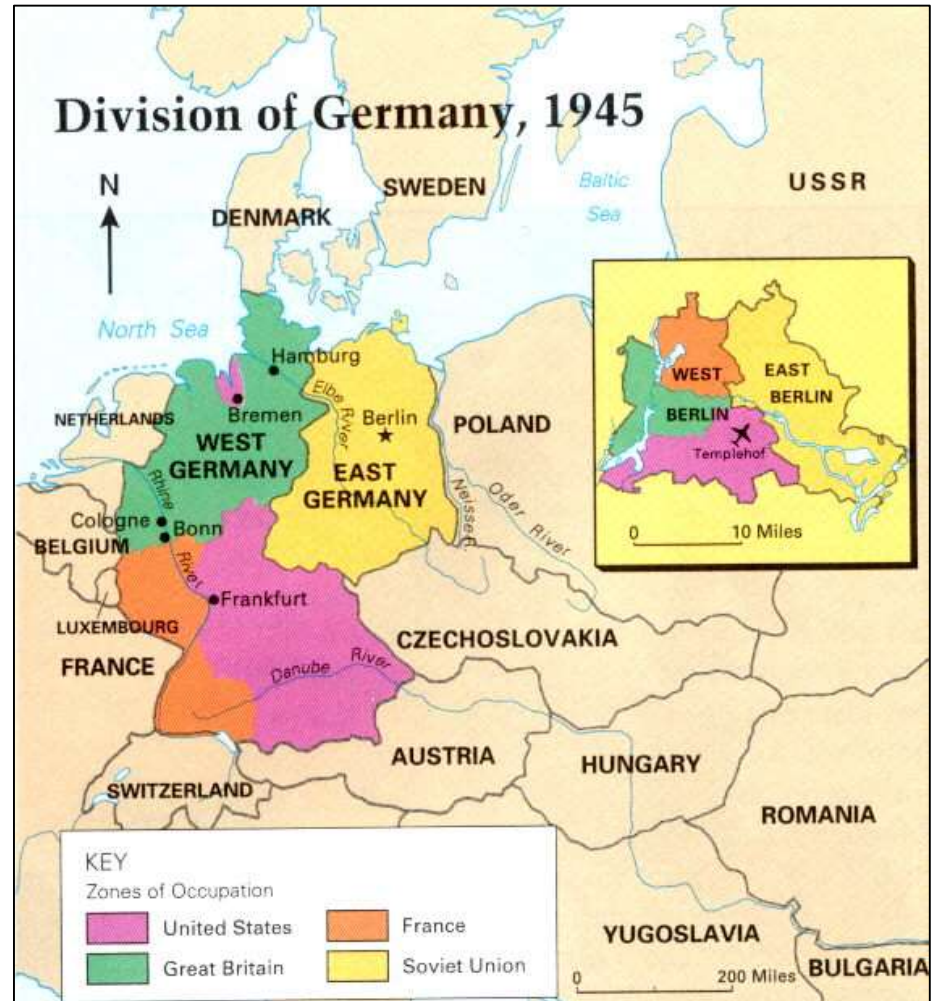 Division of Germany, 1945
N
SWEDEN
Baltic
Sea
USSR
DENMARK
North Sea
Hamburg
Elbe River
NETHERLANDS
Bremen
Berlin
POLAND
WEST
GERMANY
EAST
GERMANY
Rhine
River
Neisse
Oder River
Cologne
Bonn
BELGIUM
Frankfurt
LUXEMBOURG
CZECHOSLOVAKIA
FRANCE
Danube River
AUSTRIA
HUNGARY
SWITZERLAND
ROMANIA
YUGOSLAVIA
BULGARIA
WEST
BERLIN
EAST
BERLIN
Templehof
0 10 Miles
KEY
Zones of Occupation
United States
France
Great Britain
Soviet Union
0 200 Miles